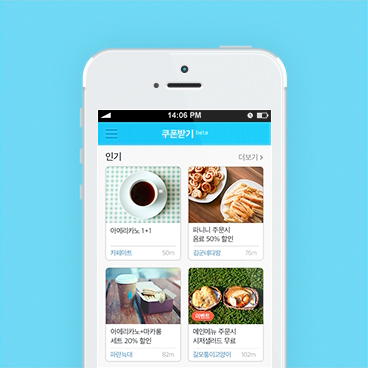 14:06 PM
쿠폰받기 beta
인기 더보기 >
아메리카노 1+1
카페아트 50m
파니니 주문시
음료 50% 할인
김군네다방 76m
아메리카노+마카롱
세트 20% 할인
파란늑대 82m
이벤트
메인메뉴 주문시
시저샐러드 무료
길모퉁이고양이 102m